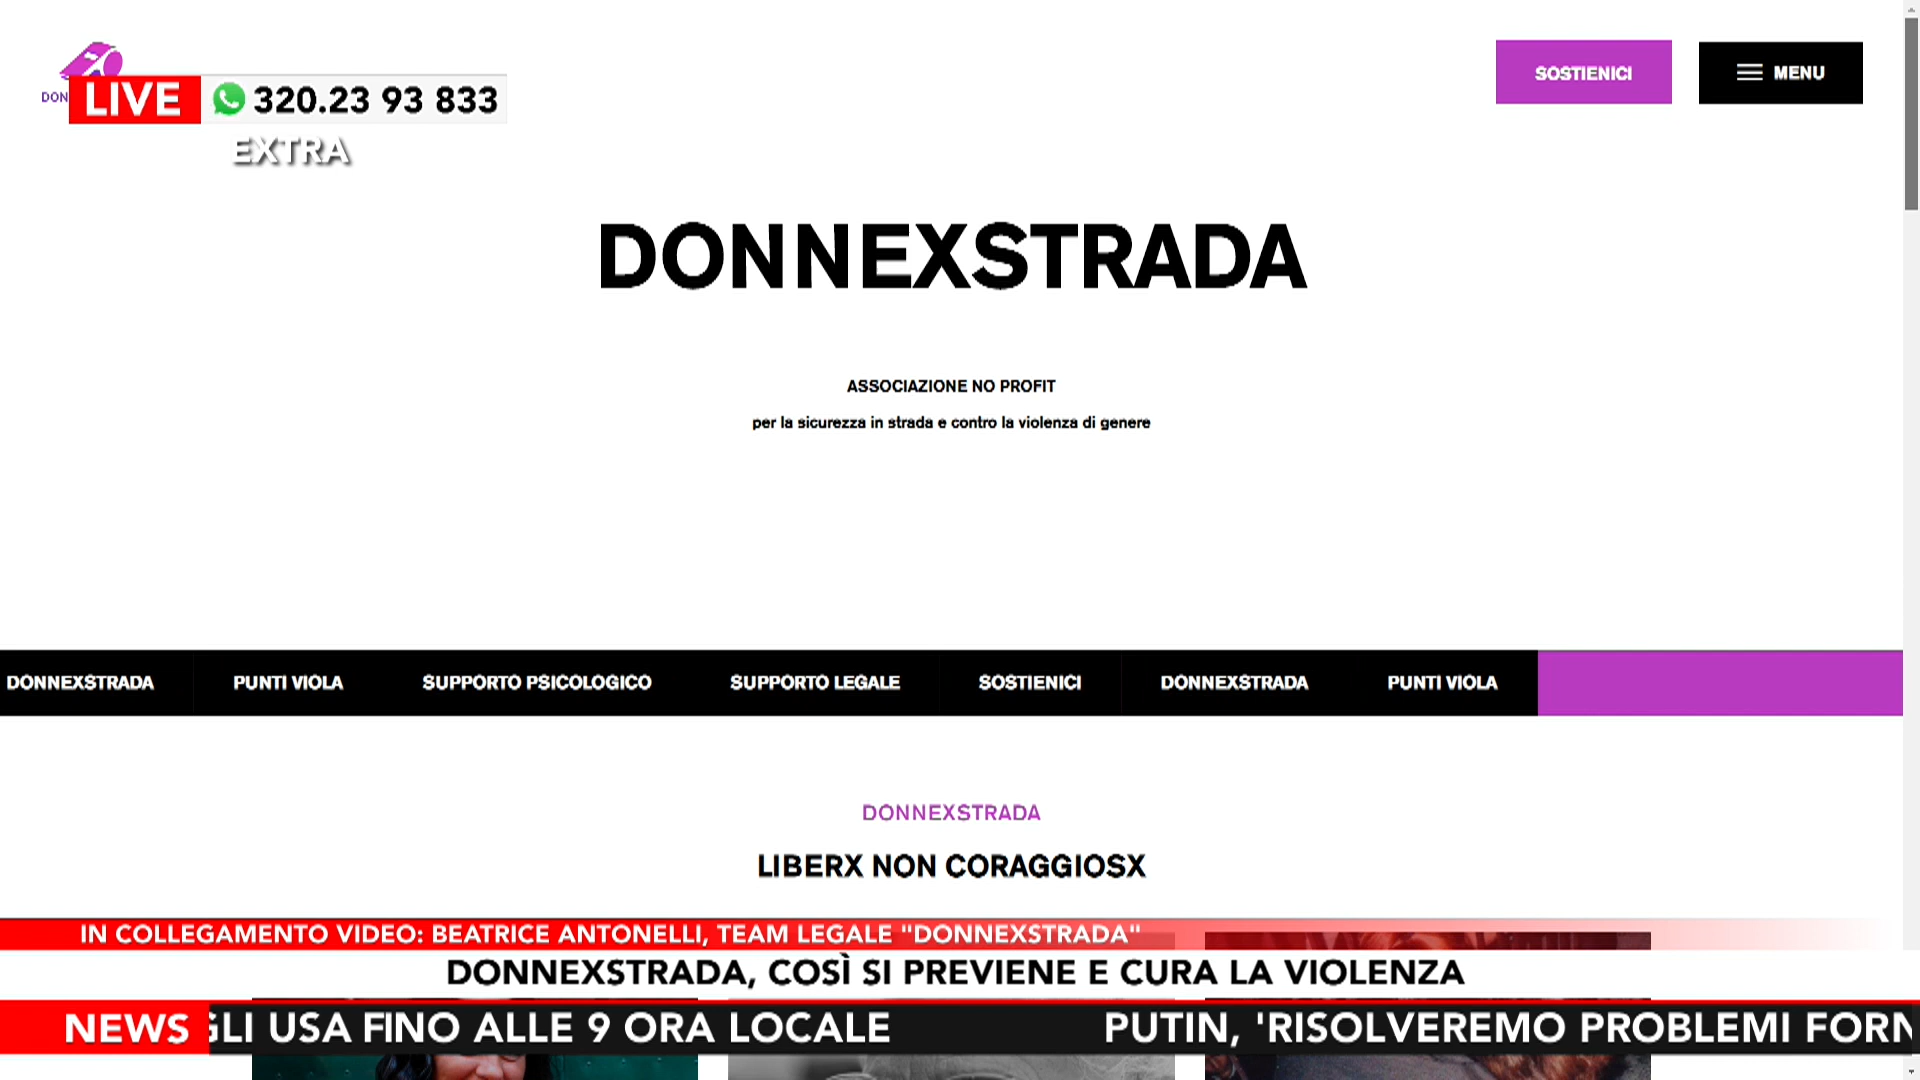 DON
LIVE 320.23 93 833
EXTRA
SOSTIENICI
MENU
DONNEXSTRADA
ASSOCIAZIONE NO PROFIT
per la sicurezza in strada e contro la violenza di genere
DONNEXSTRADA PUNTI VIOLA SUPPORTO PSICOLOGICO SUPPORTO LEGALE SOSTIENICI DONNEXSTRADA PUNTI VIOLA
DONNEXSTRADA
LIBERX NON CORAGGIOSX
IN COLLEGAMENTO VIDEO: BEATRICE ANTONELLI, TEAM LEGALE "DONNEXSTRADA"
DONNEXSTRADA, COSÌ SI PREVIENE E CURA LA VIOLENZA
NEWS GLI USA FINO ALLE 9 ORA LOCALE PUTIN, 'RISOLVEREMO PROBLEMI FORN